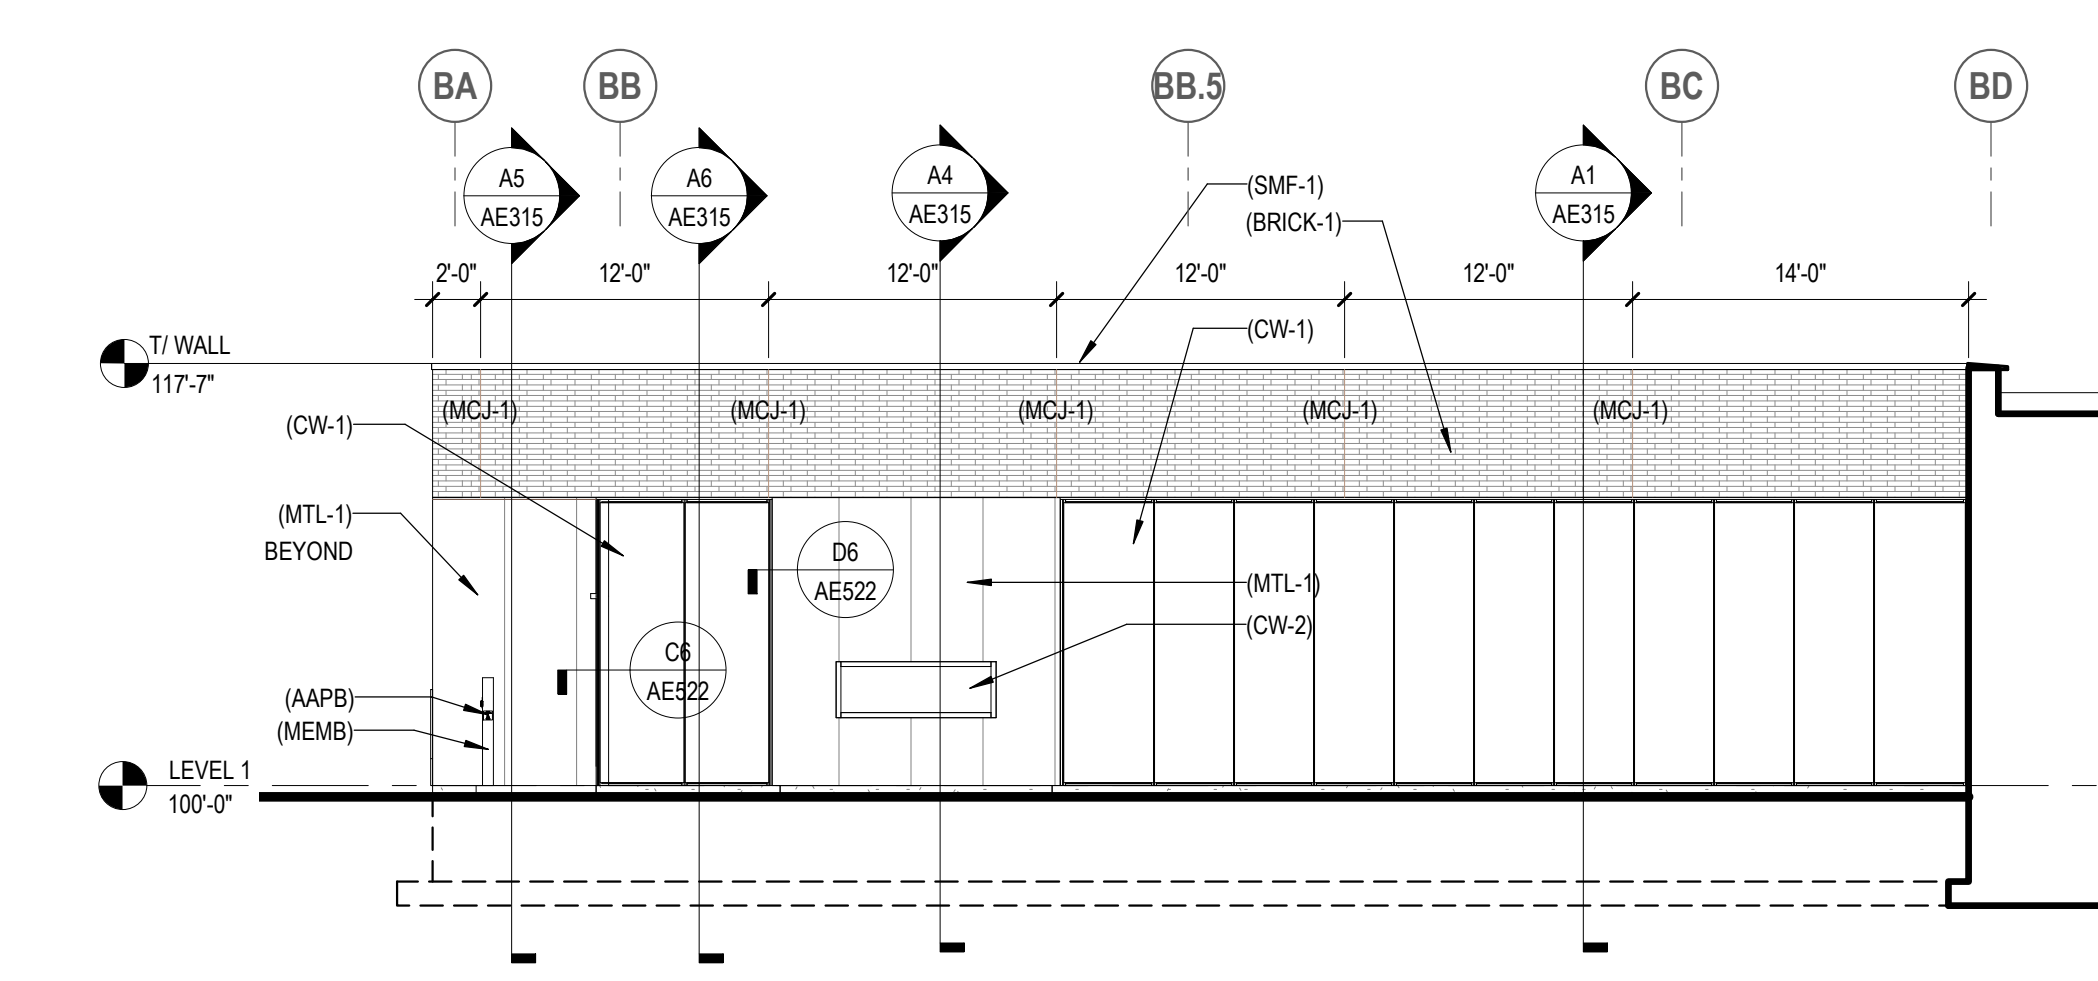 BA
BB
BB.5
BC
BD
A5
AE315
A6
AE315
A4
AE315
A1
AE315
(SMF-1)
(BRICK-1)
2'-0"
12'-0"
12'-0"
12'-0"
12'-0"
14'-0"
(CW-1)
T/ WALL
117'-7"
(MCJ-1)
(MCJ-1)
(MCJ-1)
(MCJ-1)
(MCJ-1)
(CW-1)
(MTL-1)
BEYOND
D6
AE522
(MTL-1)
(CW-2)
C6
AE522
(AAPB)
(MEMB)
LEVEL 1
100'-0"